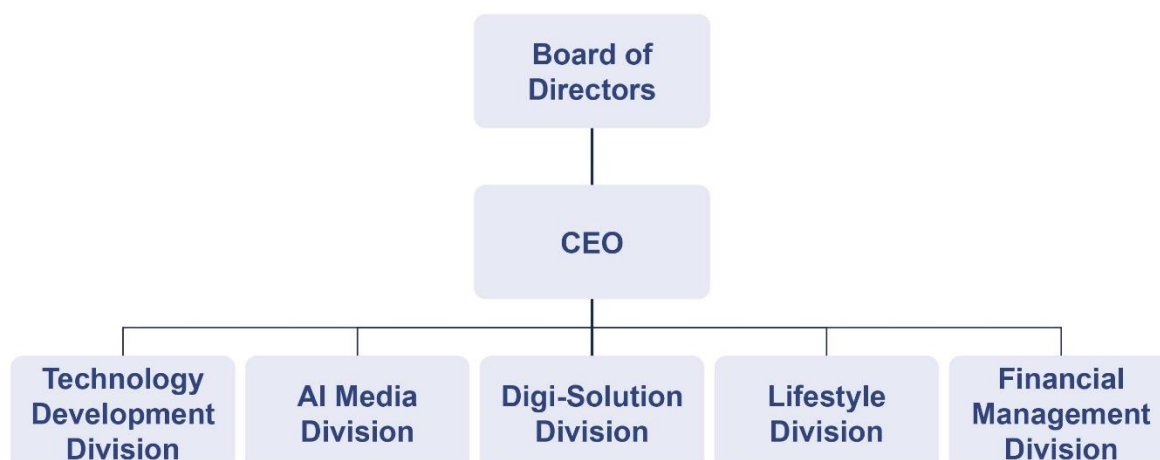 Board of
Directors
CEO
Technology
Development
Division
AI Media
Division
Digi-Solution
Division
Lifestyle
Division
Financial
Management
Division